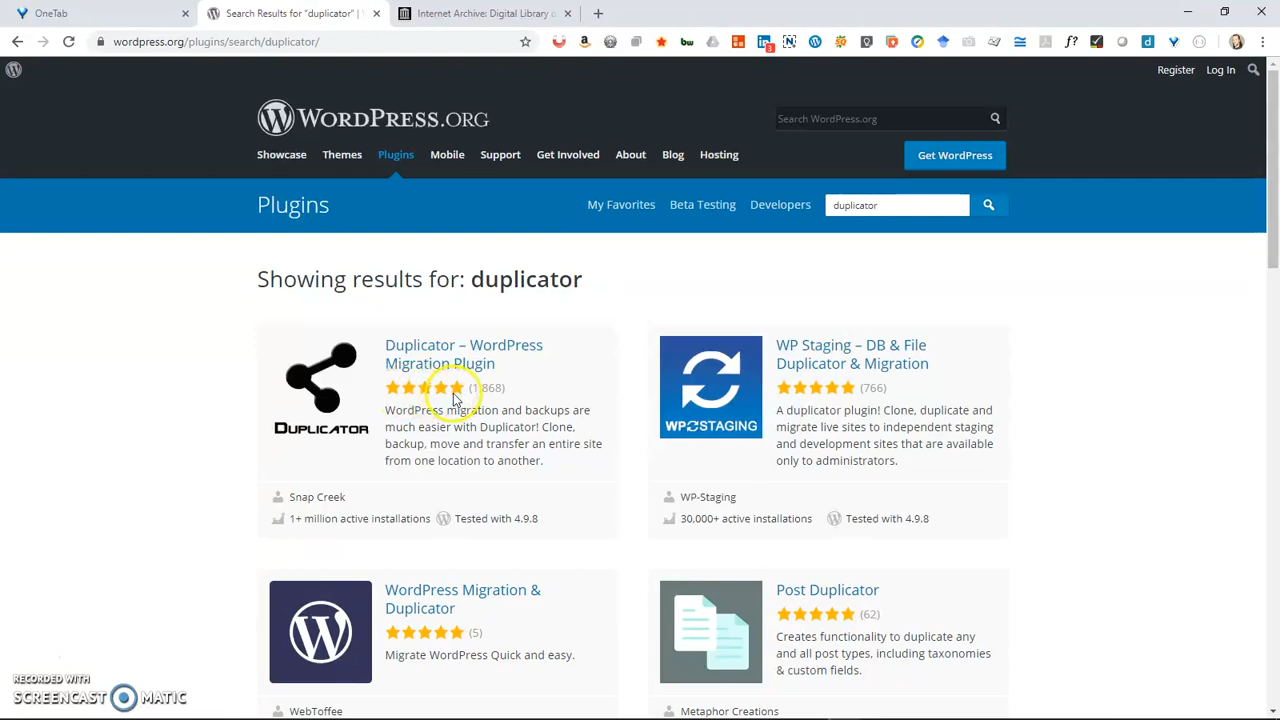 OneTab
Search Results for "duplicator" |
Internet Archive: Digital Library o
wordpress.org/plugins/search/duplicator/
Register Log In
WORDPRESS.ORG
Search WordPress.org
Showcase Themes Plugins Mobile Support Get Involved About Blog Hosting
Get WordPress
Plugins
My Favorites Beta Testing Developers
duplicator
Showing results for: duplicator
Duplicator – WordPress
Migration Plugin
(1,868)
WordPress migration and backups are
much easier with Duplicator! Clone,
backup, move and transfer an entire site
from one location to another.
DUPLICATOR
Snap Creek
1+ million active installations
Tested with 4.9.8
WP Staging – DB & File
Duplicator & Migration
(766)
A duplicator plugin! Clone, duplicate and
migrate live sites to independent staging
and development sites that are available
only to administrators.
WPSTAGING
WP-Staging
30,000+ active installations
Tested with 4.9.8
WordPress Migration &
Duplicator
(5)
Migrate WordPress Quick and easy.
WebToffee
Post Duplicator
(62)
Creates functionality to duplicate any
and all post types, including taxonomies
& custom fields.
Metaphor Creations
RECORDED WITH
SCREENCAST MATIC